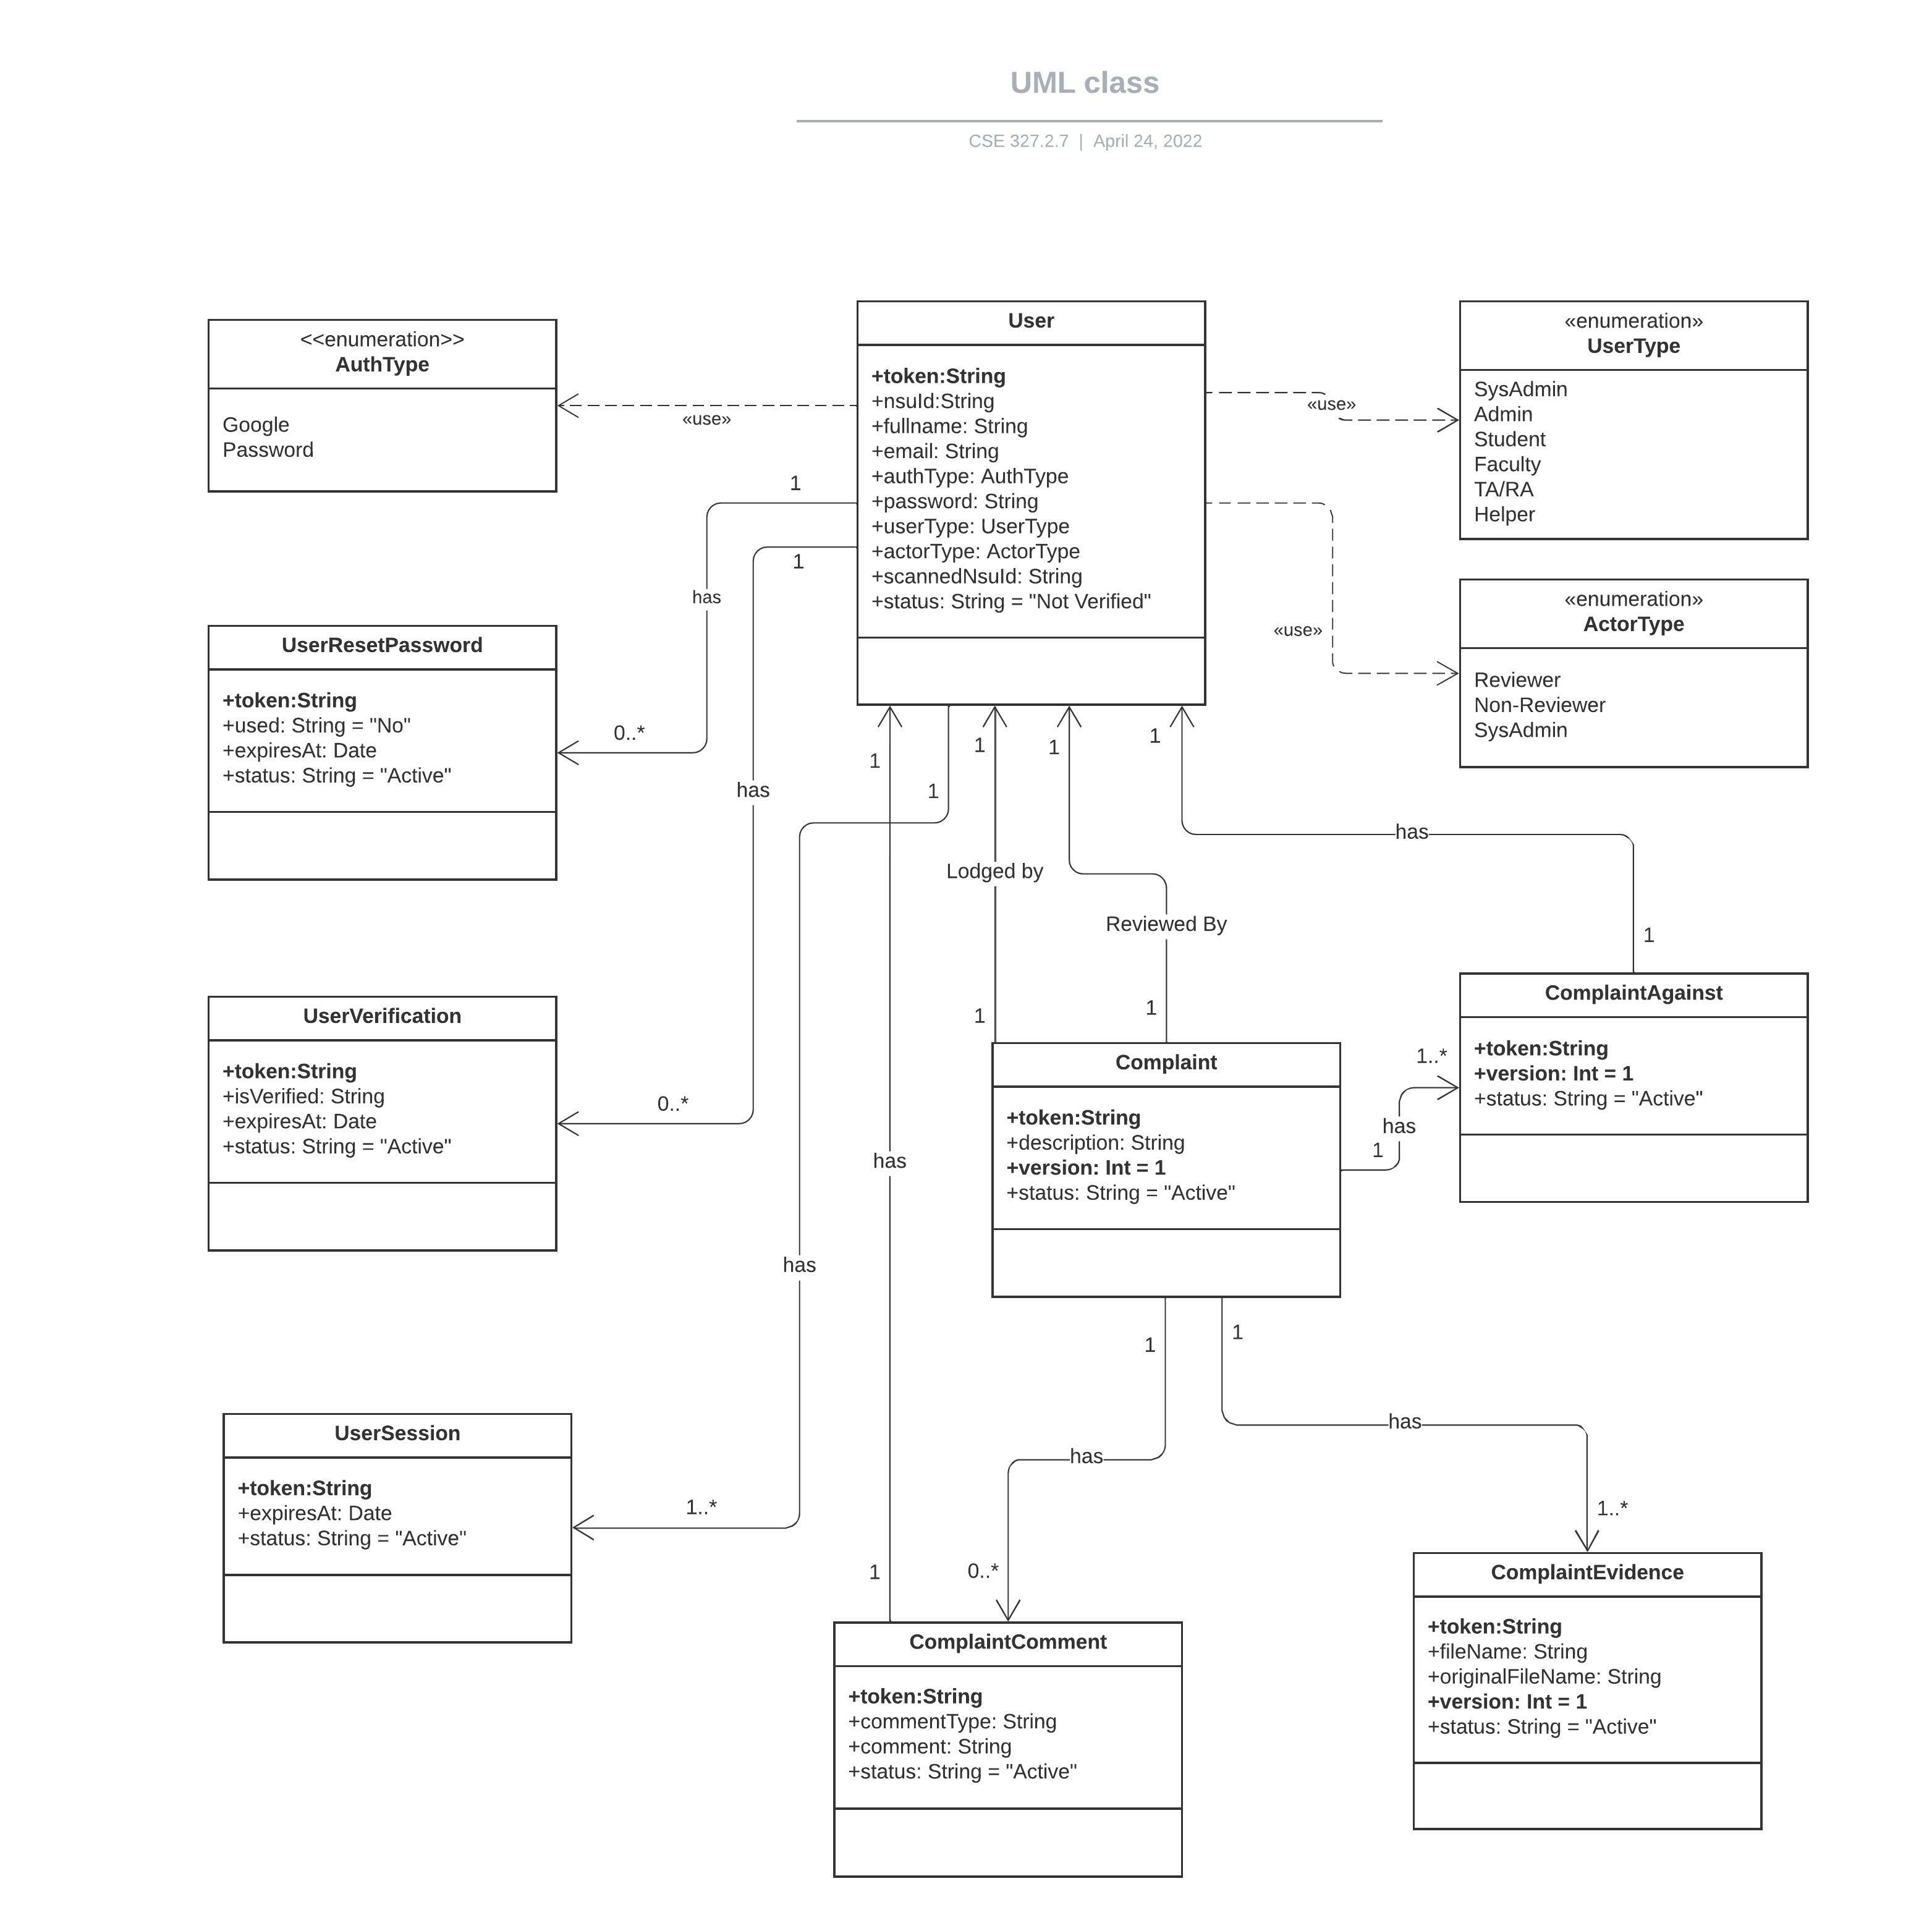 UML class
CSE 327.2.7 | April 24, 2022
<<enumeration>>
AuthType
Google
Password
User
+token:String
+nsuId:String
+fullname: String
+email: String
+authType: AuthType
+password: String
+userType: UserType
+actorType: ActorType
+scannedNsuId: String
+status: String = "Not Verified"
«enumeration»
UserType
SysAdmin
Admin
Student
Faculty
TA/RA
Helper
«use»
«use»
«use»
«enumeration»
ActorType
Reviewer
Non-Reviewer
SysAdmin
1
1
has
0..*
has
UserResetPassword
+token:String
+used: String = "No"
+expiresAt: Date
+status: String = "Active"
1
1
1
1
1
has
Lodged by
Reviewed By
1
1
1
UserVerification
+token:String
+isVerified: String
+expiresAt: Date
+status: String = "Active"
0..*
has
has
Complaint
+token:String
+description: String
+version: Int = 1
+status: String = "Active"
1..*
has
1
ComplaintAgainst
+token:String
+version: Int = 1
+status: String = "Active"
1
1
has
has
UserSession
+token:String
+expiresAt: Date
+status: String = "Active"
1..*
1
0..*
1..*
ComplaintComment
+token:String
+commentType: String
+comment: String
+status: String = "Active"
ComplaintEvidence
+token:String
+fileName: String
+originalFileName: String
+version: Int = 1
+status: String = "Active"